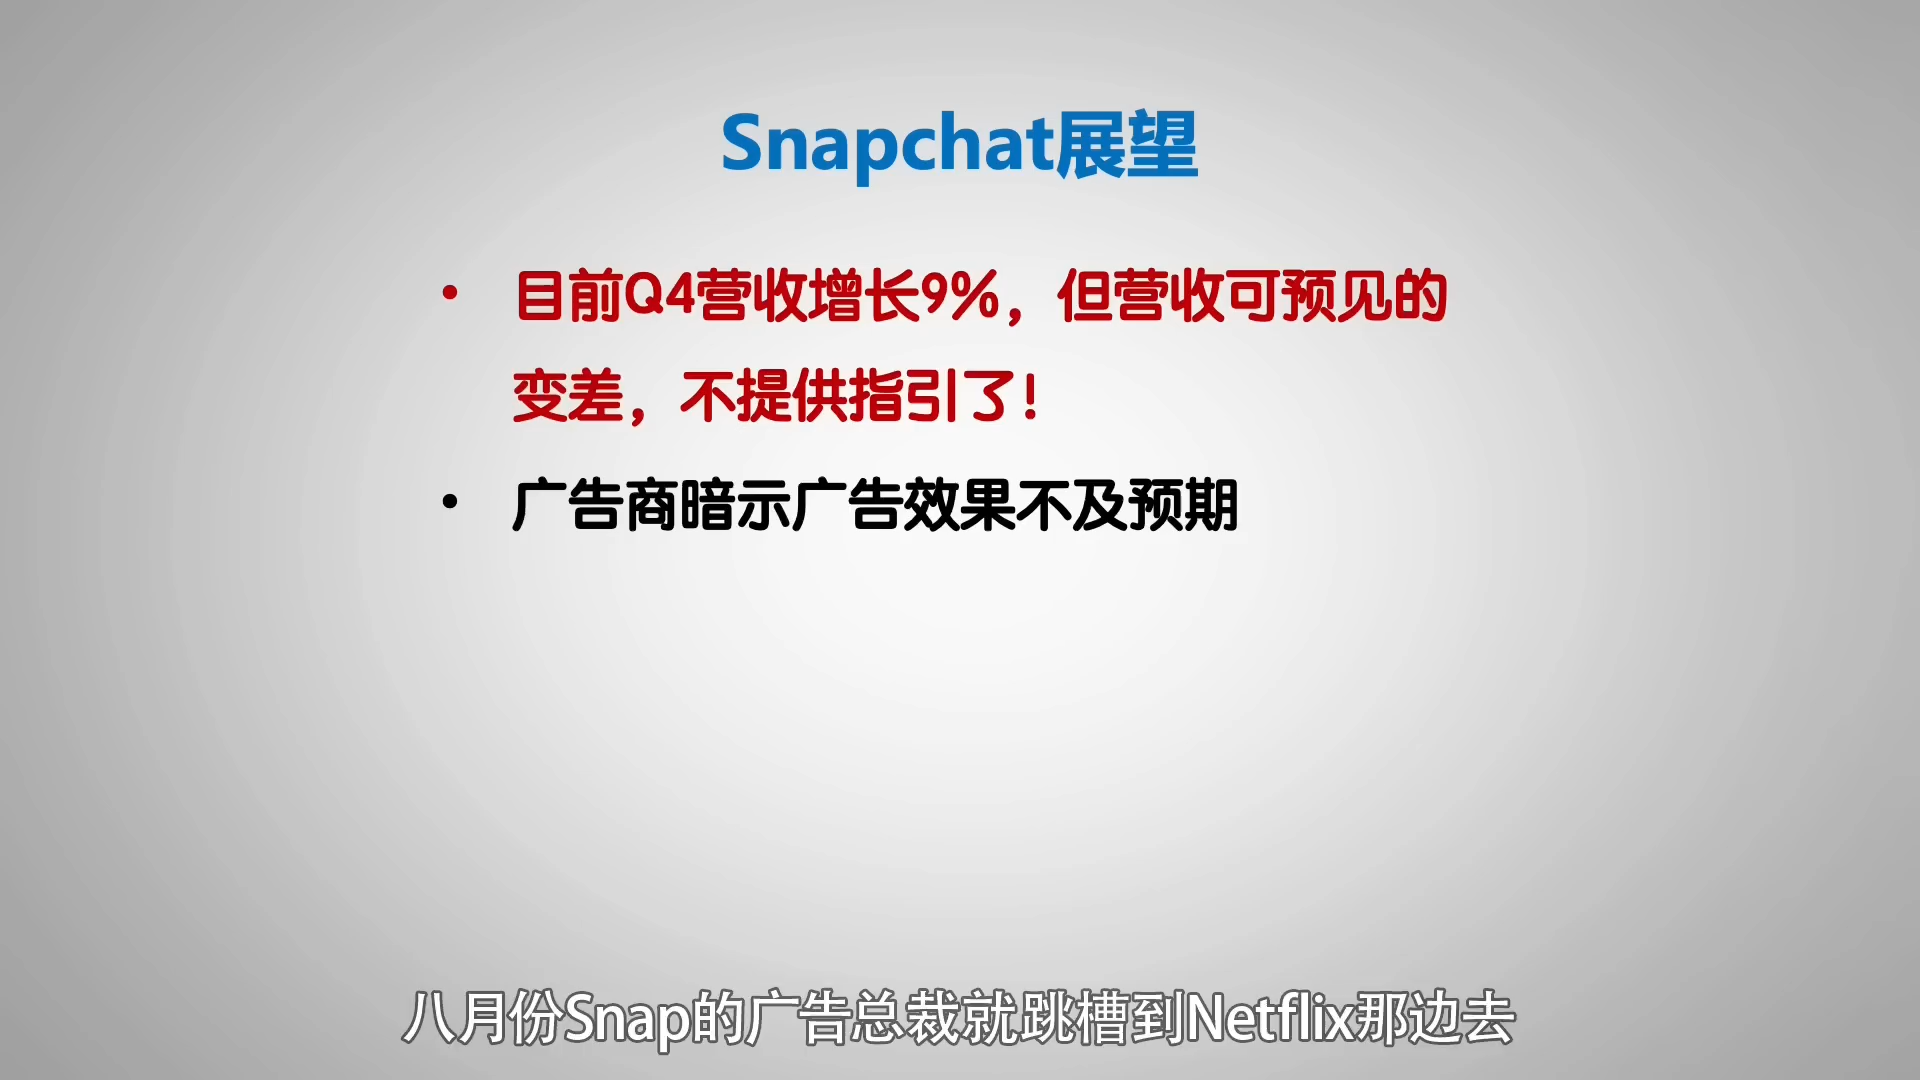 Snapchat展望
• 目前Q4营收增长9%，但营收可预见的
变差，不提供指引了！
• 广告商暗示广告效果不及预期
八月份Snap的广告总裁就跳槽到Netflix那边去